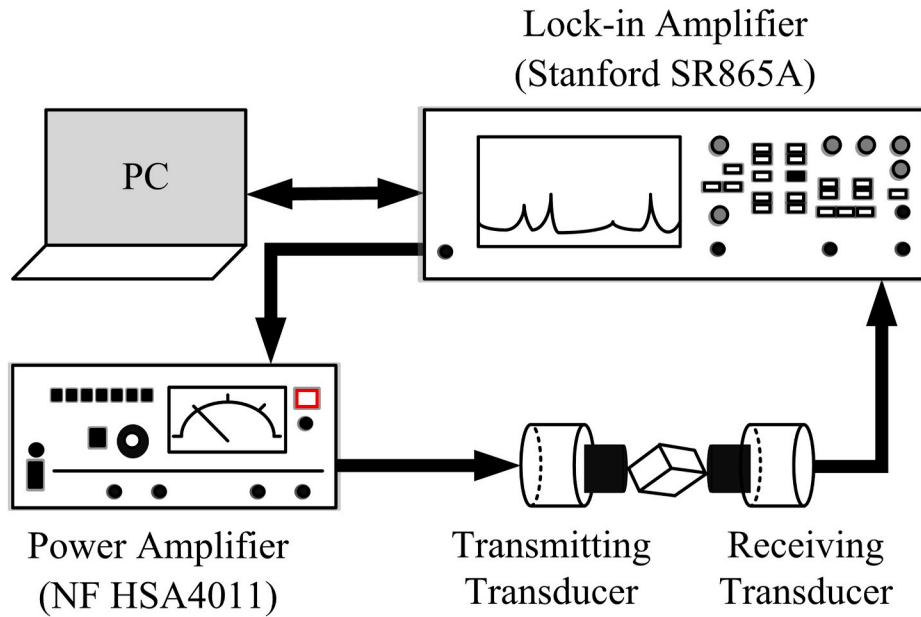 Lock-in Amplifier
(Stanford SR865A)
PC
Power Amplifier
(NF HSA4011)
Transmitting
Transducer
Receiving
Transducer